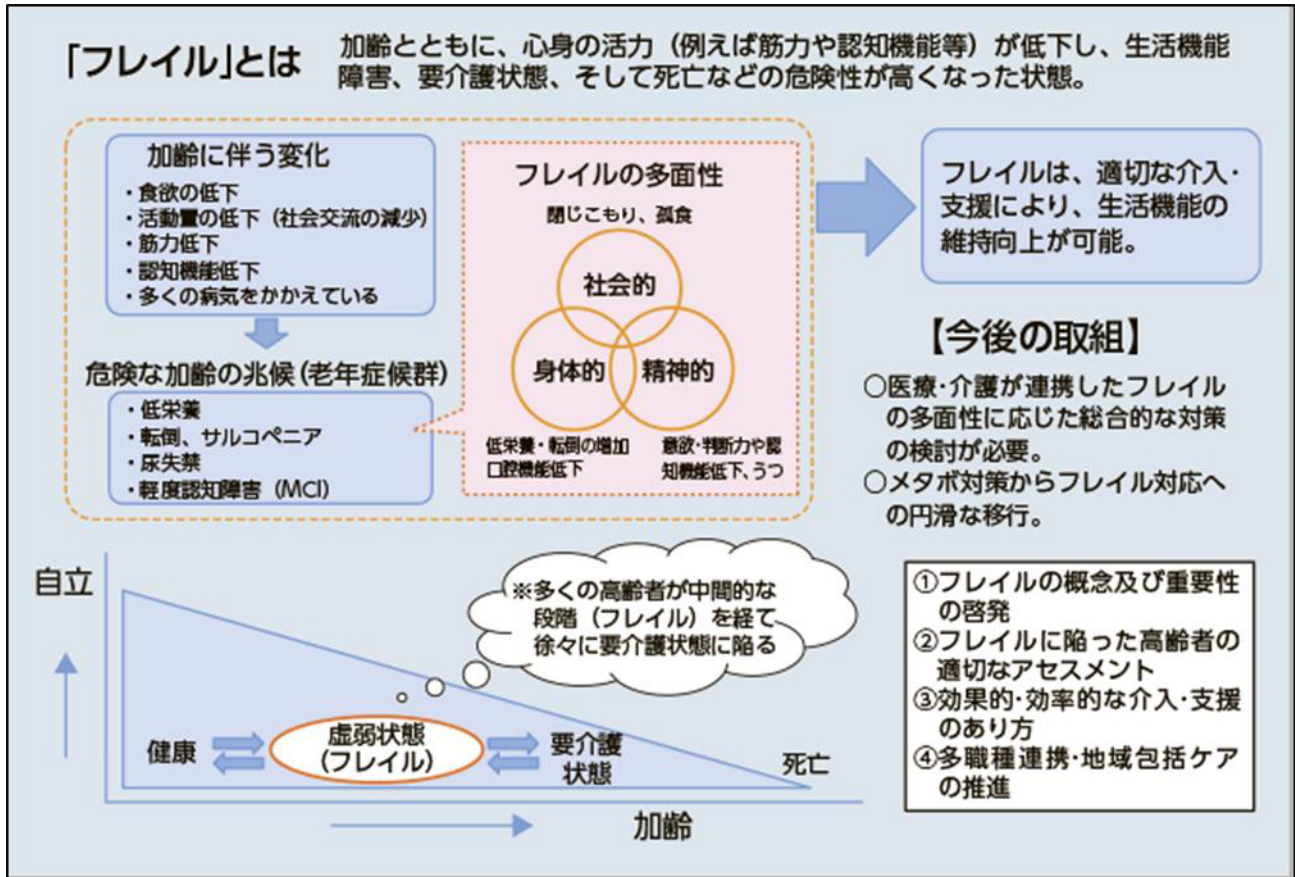 「フレイル」とは
加齢とともに、心身の活力（例えば筋力や認知機能等）が低下し、生活機能
障害、要介護状態、そして死亡などの危険性が高くなった状態。
加齢に伴う変化
・食欲の低下
・活動置の低下（社会交流の減少）
・筋力低下
・認知機能低下
・多くの病気をかかえている
危険な加齢の兆候（老年症候群）
・低栄養
・転倒、サルコペニア
・尿失禁
・軽度認知障害（MCI）
フレイルの多面性
閉じこもり、孤食
社会的
身体的
精神的
低栄養・転倒の増加
口腔機能低下
意欲・判断力や認
知機能低下、うつ
フレイルは、適切な介入・
支援により、生活機能の
維持向上が可能。
【今後の取組】
○医療・介護が連携したフレイル
の多面性に応じた総合的な対策
の検討が必要。
○メタボ対策からフレイル対応へ
の円滑な移行。
①フレイルの概念及び重要性
の啓発
②フレイルに陥った高齢者の
適切なアセスメント
③効果的・効率的な介入・支援
のあり方
④多職種連携・地域包括ケア
の推進
自立
※多くの高齢者が中間的な
段階（フレイル）を経て
徐々に要介護状態に陥る
健康
虚弱状態
（フレイル）
要介護
状態
死亡
加齢